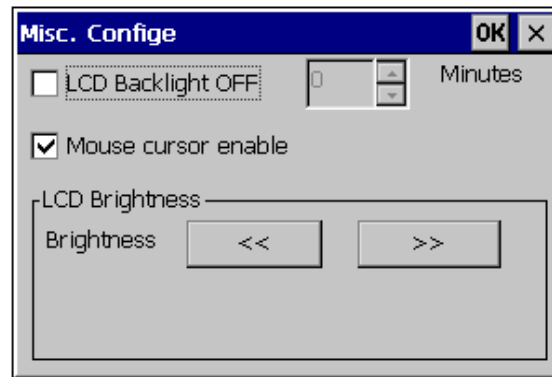 Misc. Confige OK ×
LCD Backlight OFF 0 Minutes
Mouse cursor enable
LCD Brightness
Brightness << >>